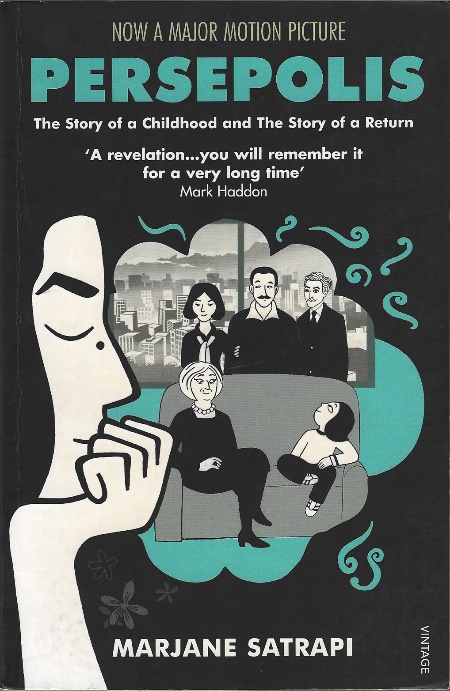 NOW A MAJOR MOTION PICTURE
PERSEPOLIS
The Story of a Childhood and The Story of a Return
‘A revelation...you will remember it
for a very long time’
Mark Haddon
MARJANE SATRAPI
VINTAGE